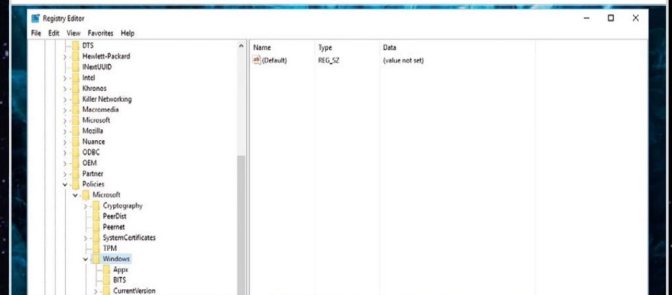 Registry Editor
File Edit View Favorites Help
DTS
Hewlett-Packard
INextUUID
Intel
Khronos
Killer Networking
Macromedia
Microsoft
Mozilla
Nuance
ODBC
OEM
Partner
Policies
Microsoft
Cryptography
PeerDist
Peernet
SystemCertificates
TPM
Windows
Appx
BITS
CurrentVersion
Name Type Data
ab (Default) REG_SZ (value not set)